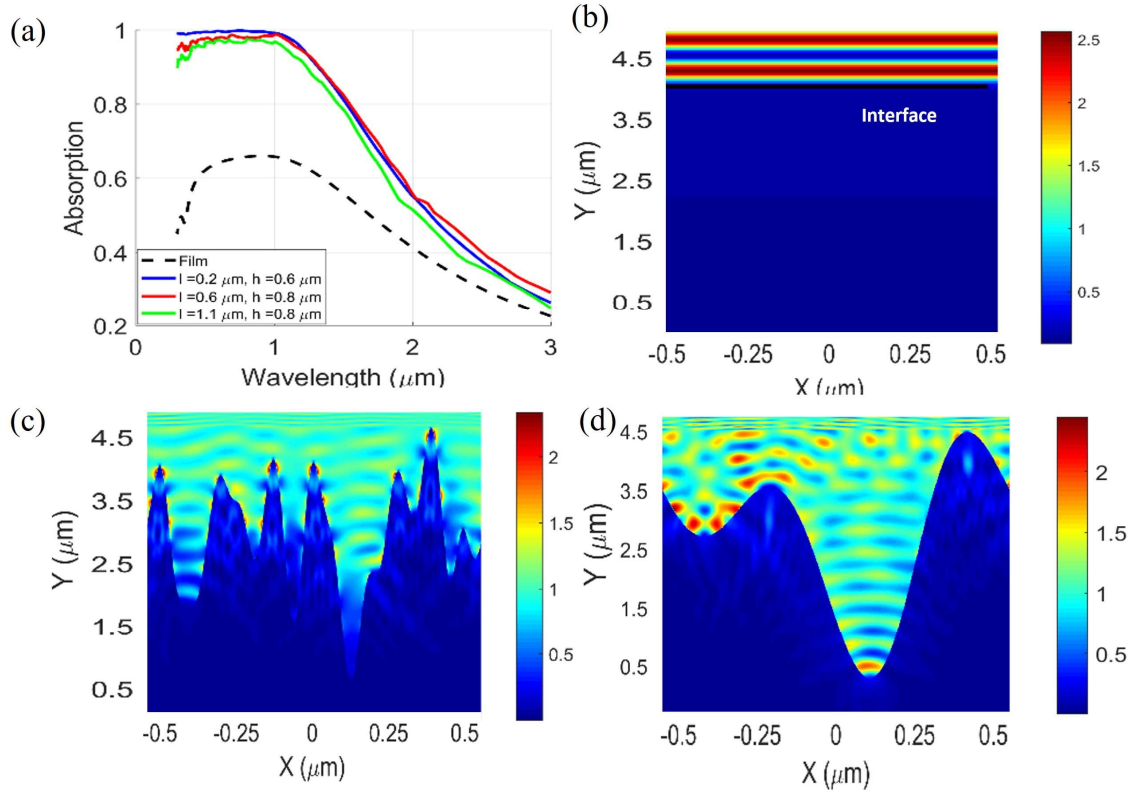 (a)
Absorption
1
0.8
0.6
0.4
0.2
Film
l =0.2 μm, h =0.6 μm
l =0.6 μm, h =0.8 μm
l =1.1 μm, h =0.8 μm
0 1 2 3
Wavelength (μm)
(b)
Y (μm)
4.5
3.5
2.5
1.5
0.5
Interface
-0.5 -0.25 0 0.25 0.5
X (μm)
2.5
2
1.5
1
0.5
(c)
Y (μm)
4.5
3.5
2.5
1.5
0.5
-0.5 -0.25 0 0.25 0.5
X (μm)
2
1.5
1
0.5
(d)
Y (μm)
4.5
3.5
2.5
1.5
0.5
-0.5 -0.25 0 0.25 0.5
X (μm)
2
1.5
1
0.5